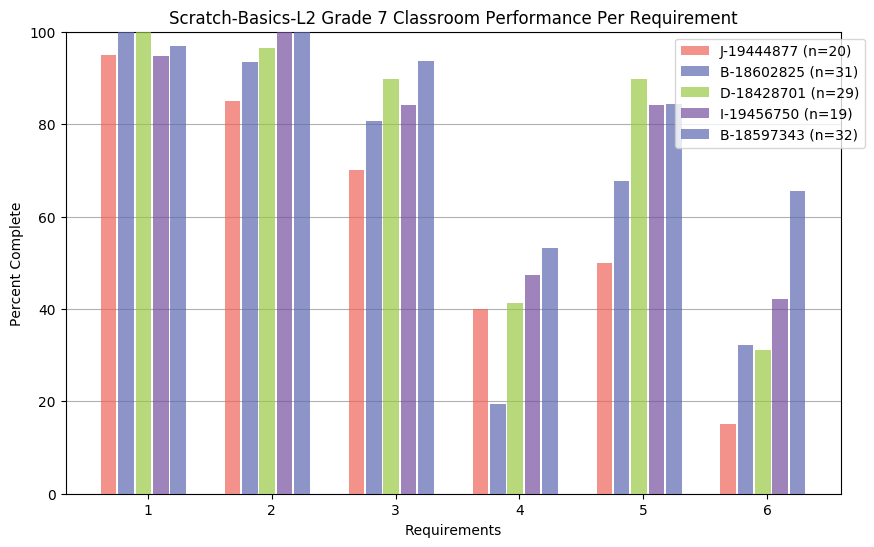 Scratch-Basics-L2 Grade 7 Classroom Performance Per Requirement
J-19444877 (n=20)
B-18602825 (n=31)
D-18428701 (n=29)
I-19456750 (n=19)
B-18597343 (n=32)
Percent Complete
100
80
60
40
20
0
1 2 3 4 5 6
Requirements